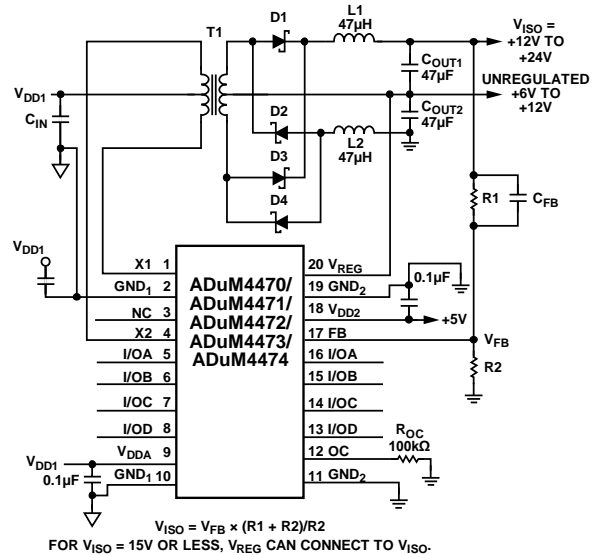 T1
D1
L1
47µH
V_ISO =
+12V TO
+24V
C_OUT1
47µF
UNREGULATED
+6V TO
+12V
V_DD1
C_IN
C_OUT2
47µF
D2
L2
47µH
D3
D4
R1
C_FB
V_DD1
X1 1
GND_1 2
NC 3
X2 4
I/OA 5
I/OB 6
I/OC 7
I/OD 8
V_DDA 9
GND_1 10
ADuM4470/
ADuM4471/
ADuM4472/
ADuM4473/
ADuM4474
20 V_REG
19 GND_2
18 V_DD2
17 FB
16 I/OA
15 I/OB
14 I/OC
13 I/OD
12 OC
11 GND_2
0.1µF
+5V
V_FB
R2
R_OC
100kΩ
V_DD1
0.1µF
V_ISO = V_FB × (R1 + R2)/R2
FOR V_ISO = 15V OR LESS, V_REG CAN CONNECT TO V_ISO.